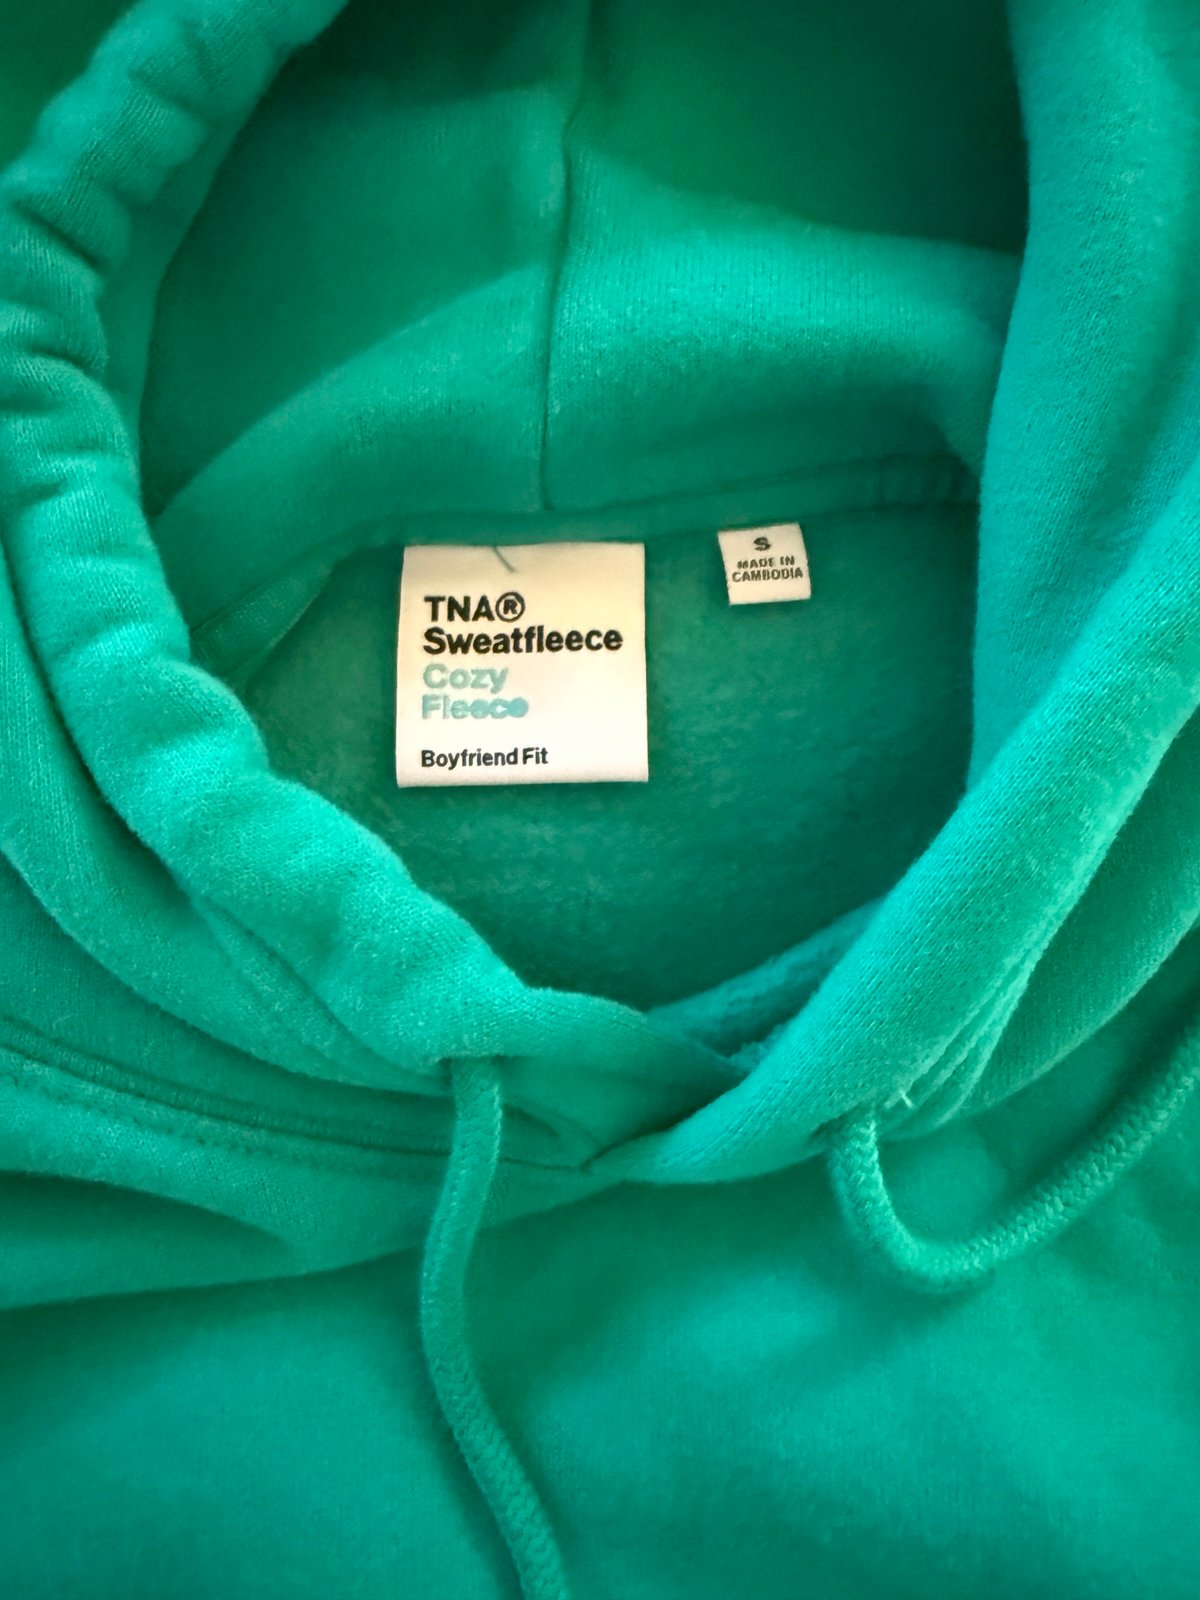 TNA®
Sweatfleece
Cozy
Fleece
Boyfriend Fit
S
MADE IN
CAMBODIA